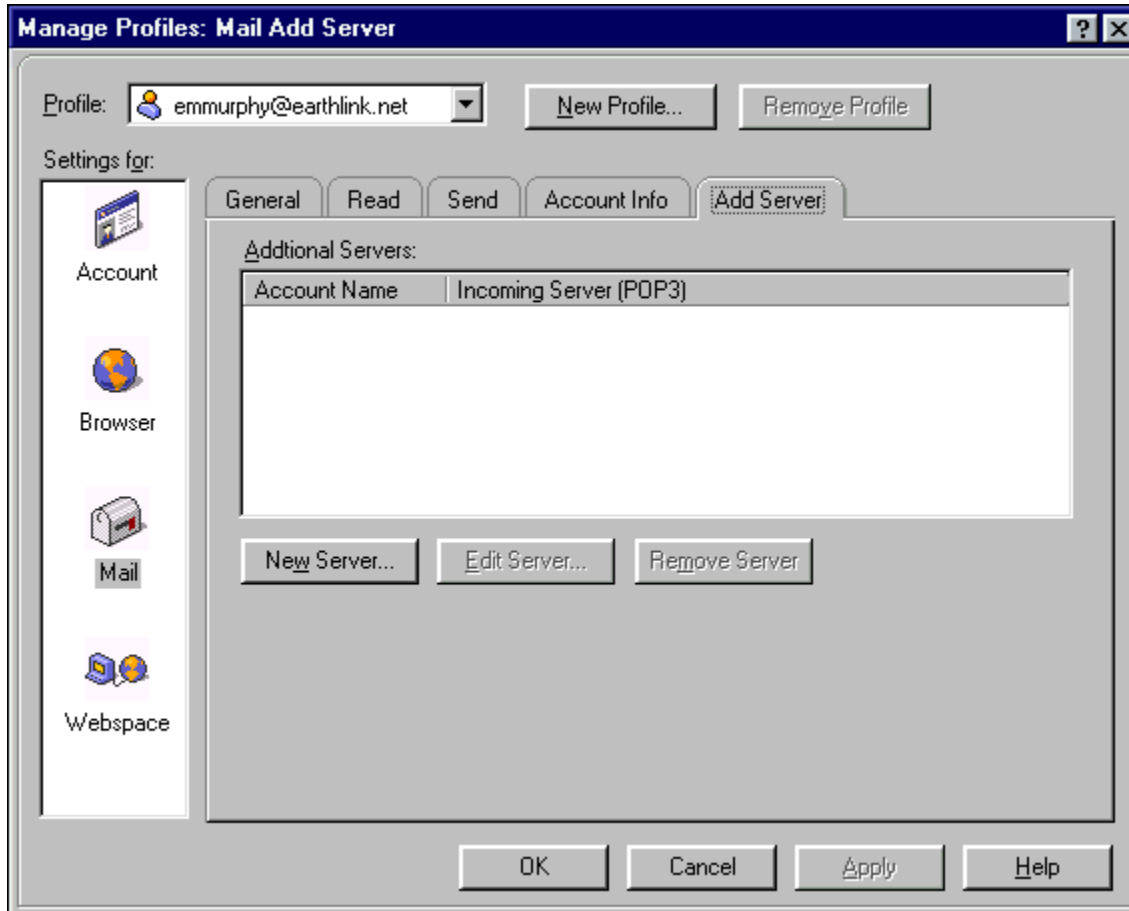 Manage Profiles: Mail Add Server
Profile: emmurphy@earthlink.net New Profile... Remove Profile
Settings for:
Account
Browser
Mail
Webspace
General Read Send Account Info Add Server
Addtional Servers:
Account Name Incoming Server (POP3)
New Server... Edit Server... Remove Server
OK Cancel Apply Help